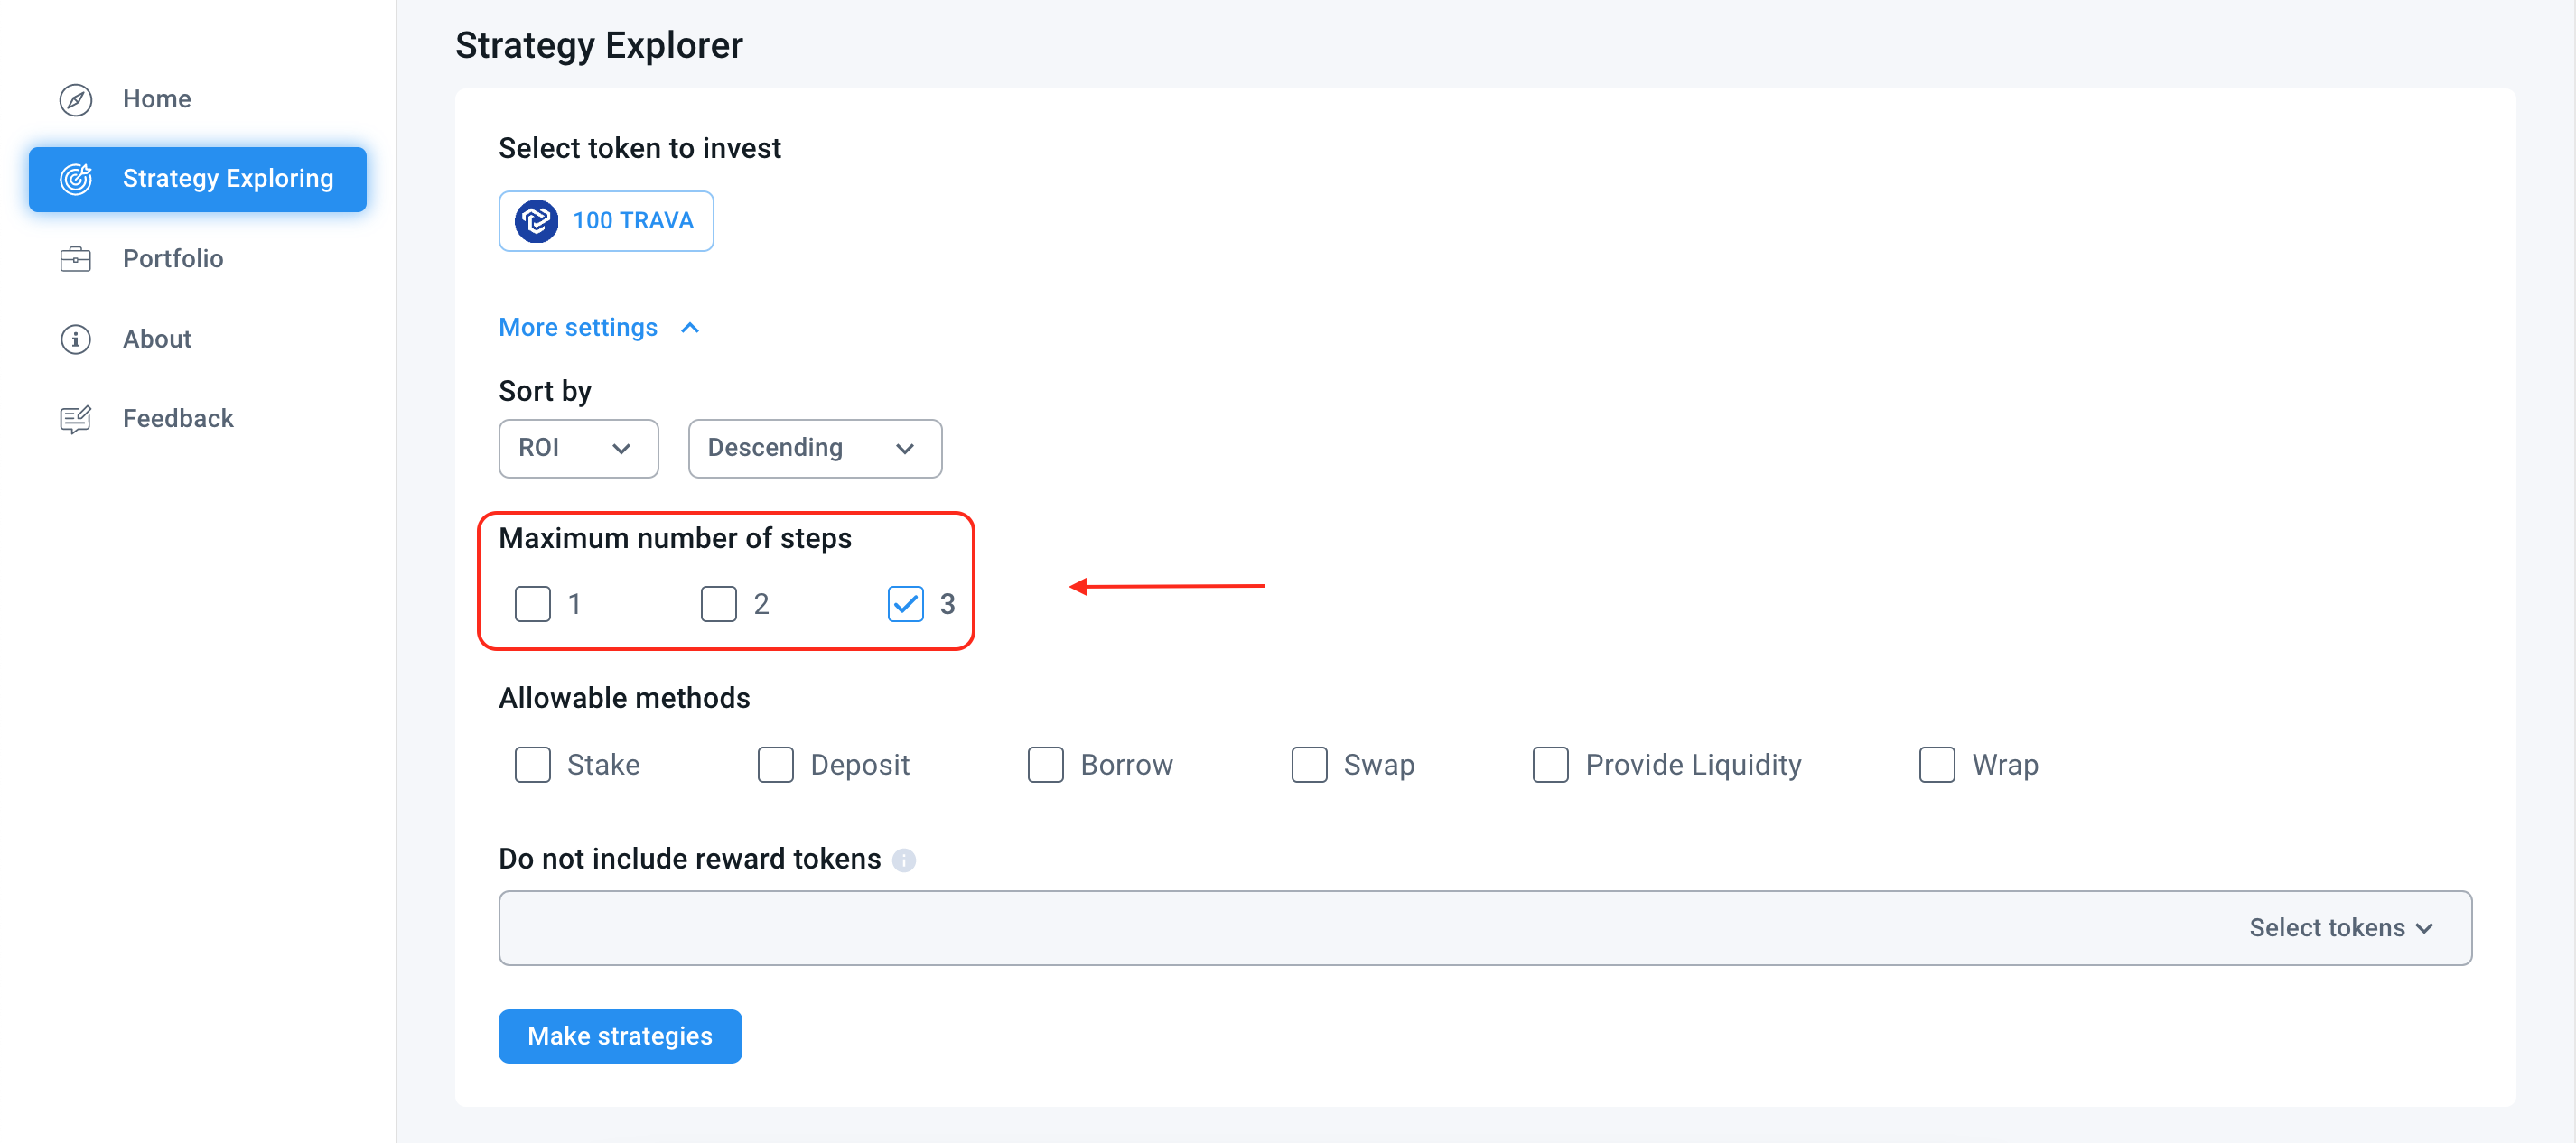 Strategy Explorer
Home
Strategy Exploring
Portfolio
About
Feedback
Select token to invest
100 TRAVA
More settings
Sort by
ROI Descending
Maximum number of steps
1 2 3
Allowable methods
Stake Deposit Borrow Swap Provide Liquidity Wrap
Do not include reward tokens
Select tokens
Make strategies